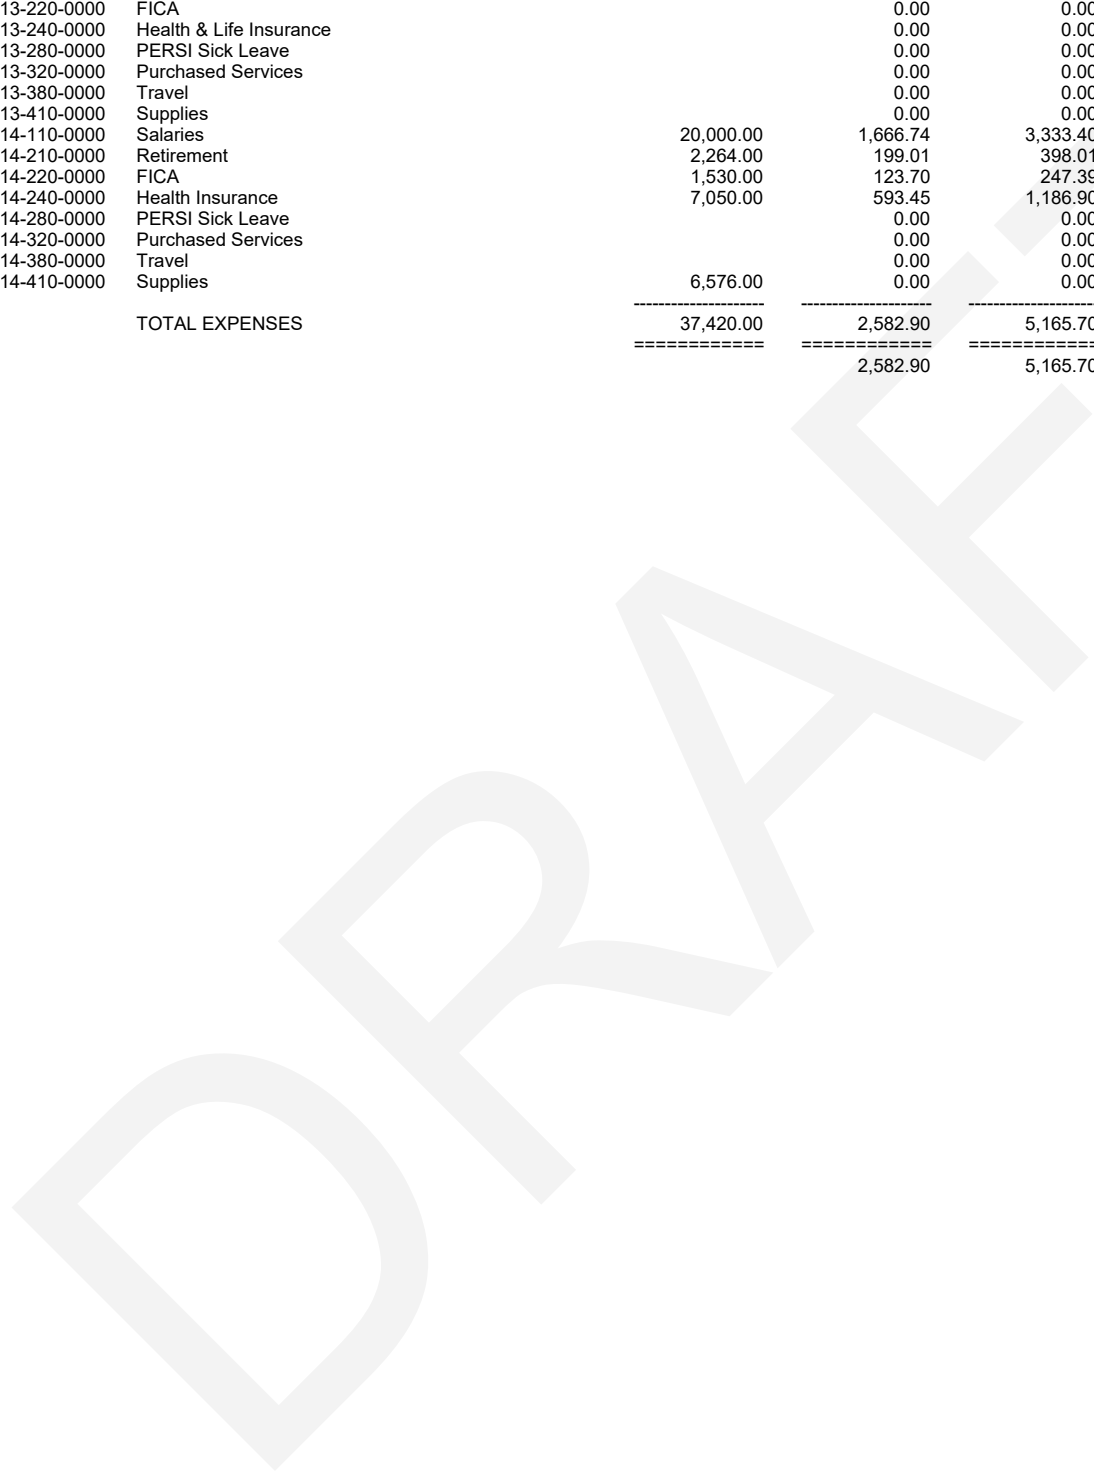 13-220-0000 FICA 0.00 0.00
13-240-0000 Health & Life Insurance 0.00 0.00
13-280-0000 PERSI Sick Leave 0.00 0.00
13-320-0000 Purchased Services 0.00 0.00
13-380-0000 Travel 0.00 0.00
13-410-0000 Supplies 0.00 0.00
14-110-0000 Salaries 20,000.00 1,666.74 3,333.40
14-210-0000 Retirement 2,264.00 199.01 398.01
14-220-0000 FICA 1,530.00 123.70 247.39
14-240-0000 Health Insurance 7,050.00 593.45 1,186.90
14-280-0000 PERSI Sick Leave 0.00 0.00
14-320-0000 Purchased Services 0.00 0.00
14-380-0000 Travel 0.00 0.00
14-410-0000 Supplies 6,576.00 0.00 0.00
--------------------- --------------------- ---------------------
TOTAL EXPENSES 37,420.00 2,582.90 5,165.70
============ ============ ============
2,582.90 5,165.70
DRAF